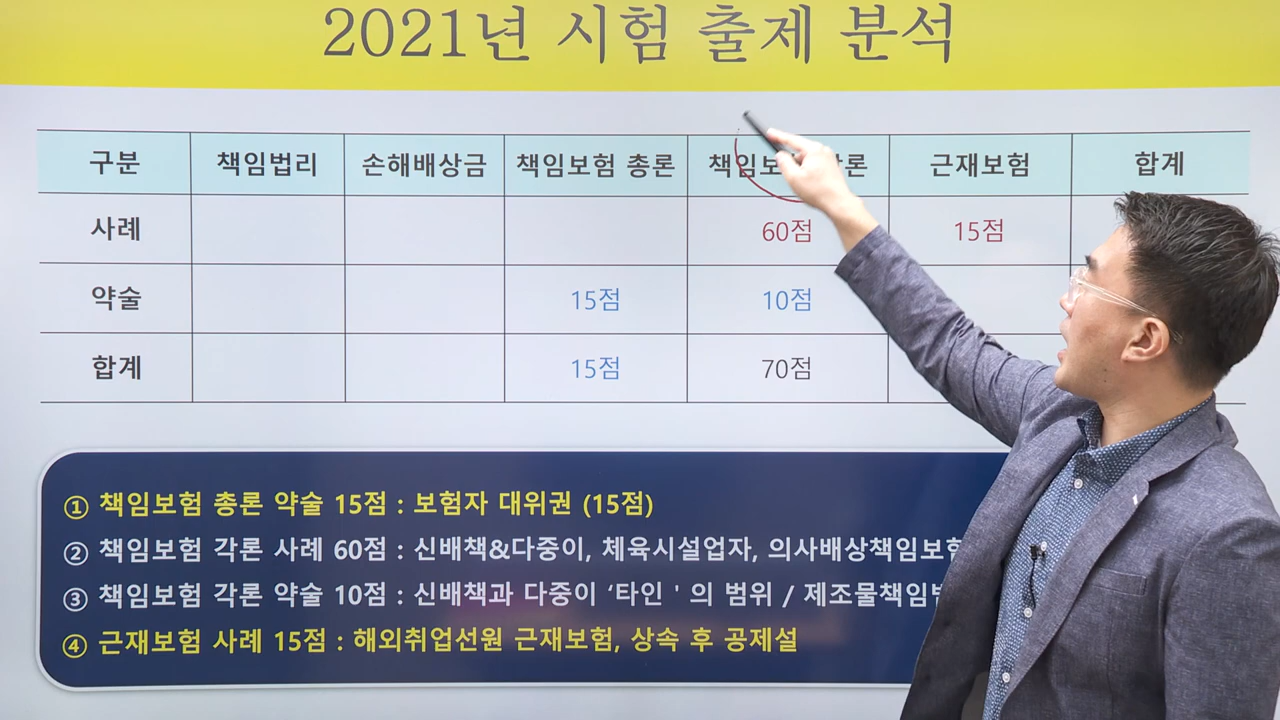 2021년 시험 출제 분석
구분 책임법리 손해배상금 책임보험 총론 책임보 론 근재보험 합계
사례 60점 15점
약술 15점 10점
합계 15점 70점
① 책임보험 총론 약술 15점 : 보험자 대위권 (15점)
② 책임보험 각론 사례 60점 : 신배책&다중이, 체육시설업자, 의사배상책임보험
③ 책임보험 각론 약술 10점 : 신배책과 다중이 ‘타인 ' 의 범위 / 제조물책임
④ 근재보험 사례 15점 : 해외취업선원 근재보험, 상속 후 공제설